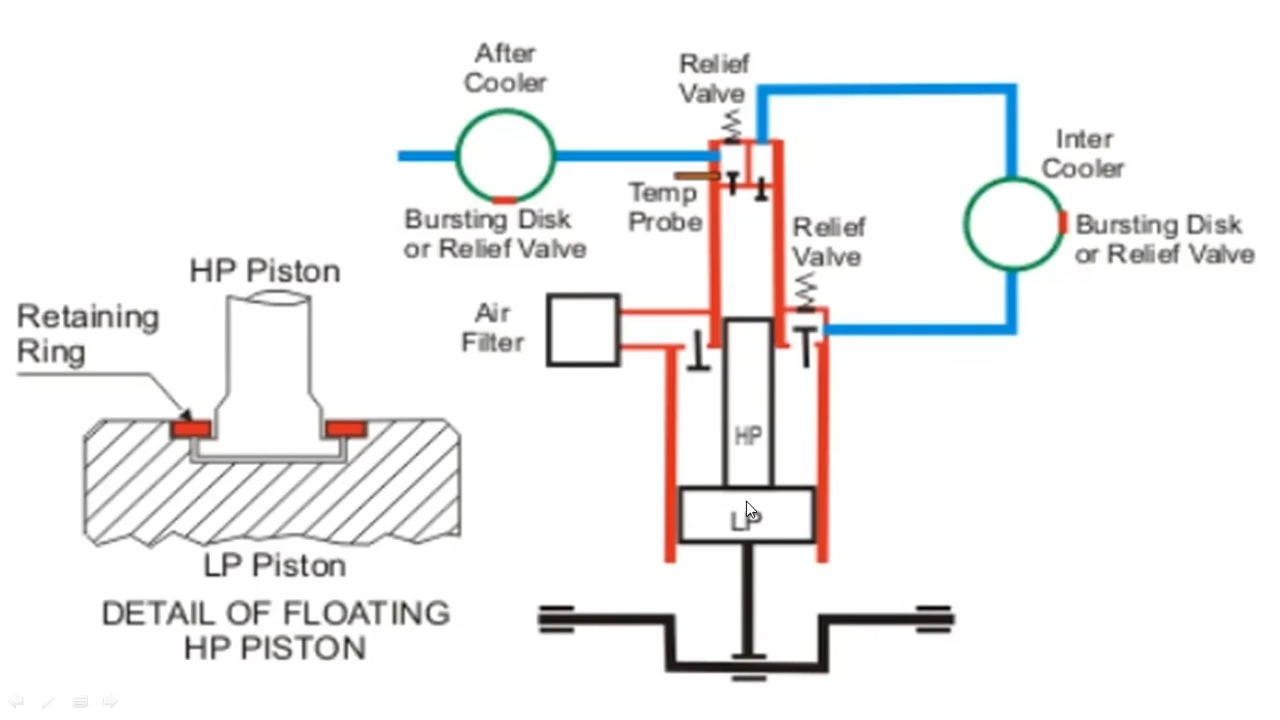 After
Cooler
Relief
Valve
Inter
Cooler
Temp
Probe
Bursting Disk
or Relief Valve
Relief
Valve
Bursting Disk
or Relief Valve
HP Piston
Retaining
Ring
Air
Filter
HP
LP
LP Piston
DETAIL OF FLOATING
HP PISTON